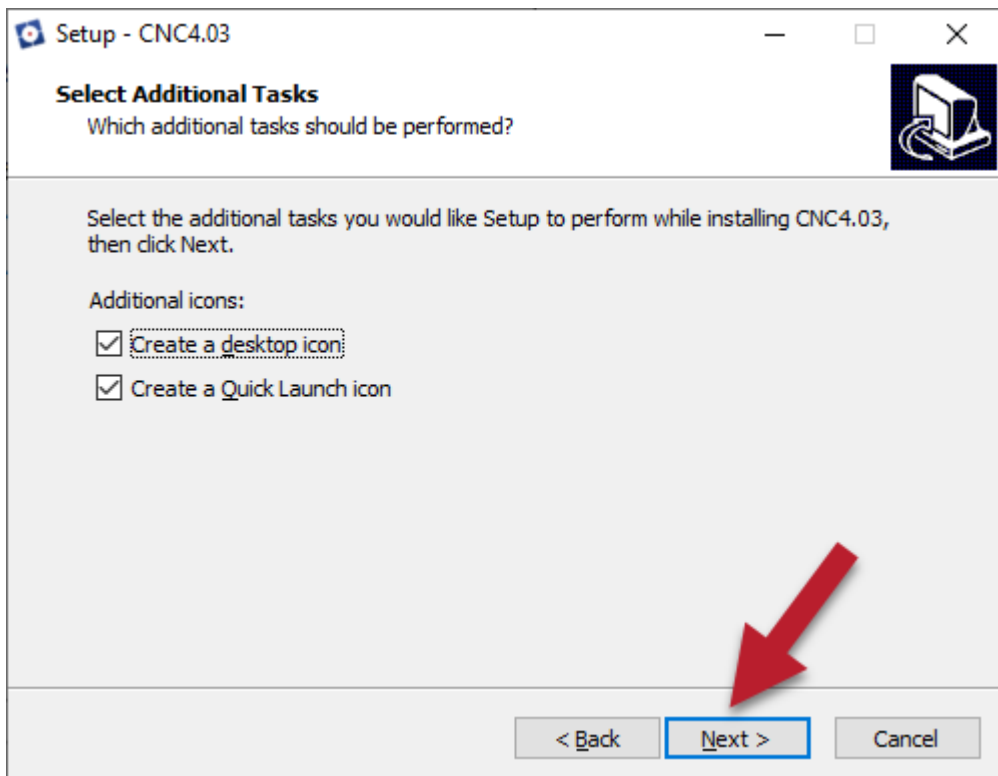 Setup - CNC4.03
Select Additional Tasks
Which additional tasks should be performed?
Select the additional tasks you would like Setup to perform while installing CNC4.03,
then click Next.
Additional icons:
Create a desktop icon
Create a Quick Launch icon
< Back
Next >
Cancel